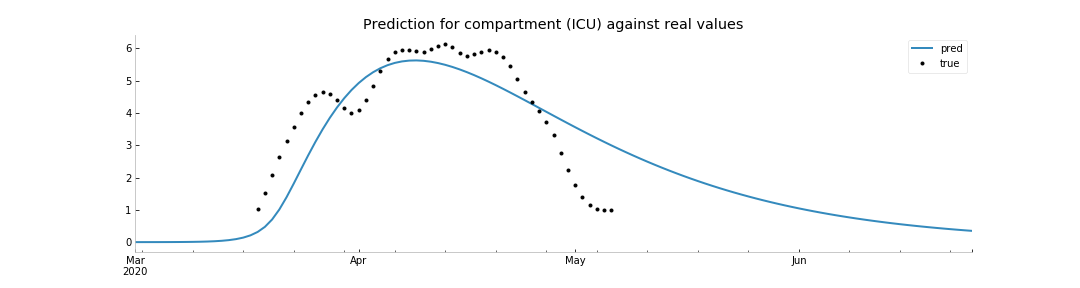 Prediction for compartment (ICU) against real values
pred
true
6
5
4
3
2
1
0
Mar
2020
Apr
May
Jun